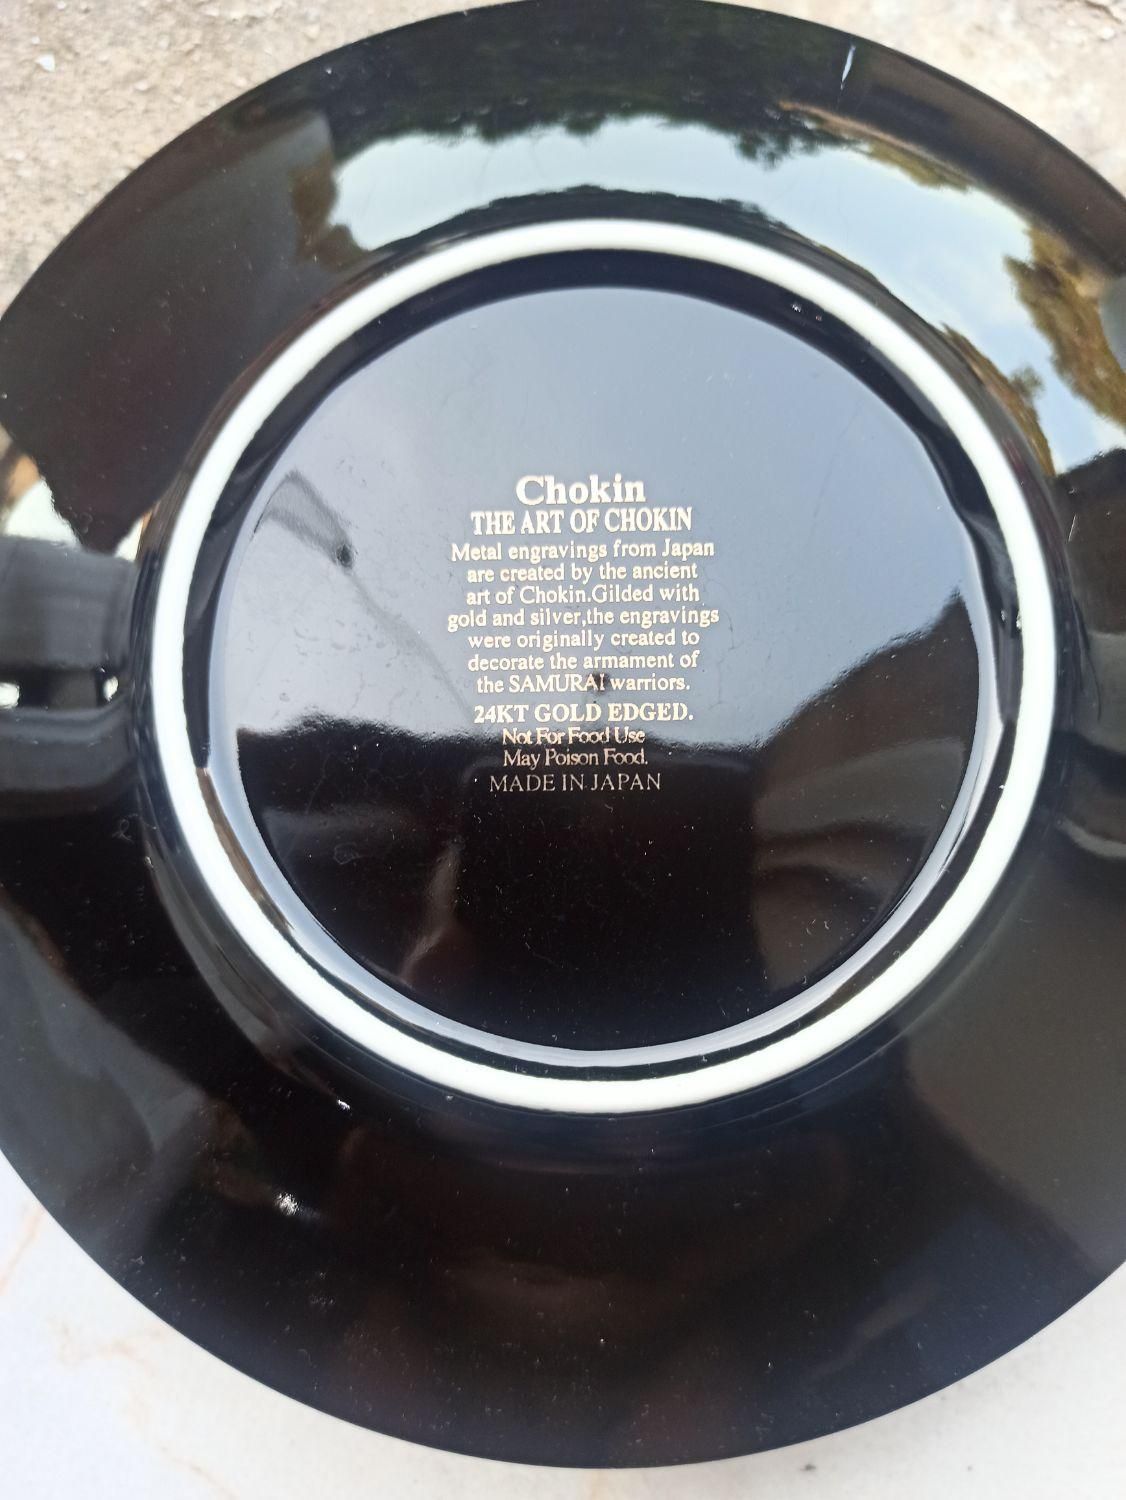 Chokin
THE ART OF CHOKIN
Metal engravings from Japan
are created by the ancient
art of Chokin.Gilded with
gold and silver,the engravings
were originally created to
decorate the armament of
the SAMURAI warriors.
24KT GOLD EDGED.
Not For Food Use
May Poison Food.
MADE IN JAPAN